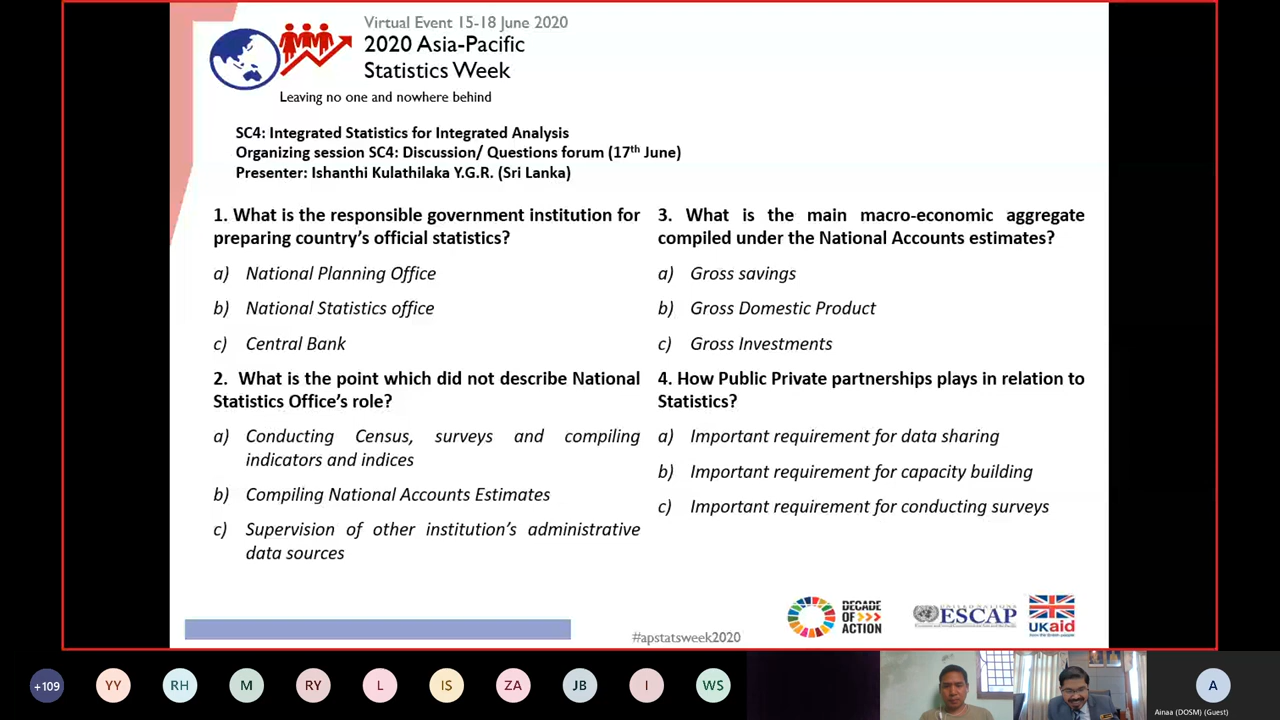 Virtual Event 15-18 June 2020
2020 Asia-Pacific
Statistics Week
Leaving no one and nowhere behind
SC4: Integrated Statistics for Integrated Analysis
Organizing session SC4: Discussion/ Questions forum (17th June)
Presenter: Ishanthi Kulathilaka Y.G.R. (Sri Lanka)
1. What is the responsible government institution for
preparing country's official statistics?
a) National Planning Office
b) National Statistics office
c) Central Bank
2. What is the point which did not describe National
Statistics Office's role?
a) Conducting Census, surveys and compiling
indicators and indices
b) Compiling National Accounts Estimates
c) Supervision of other institution's administrative
data sources
3. What is the main macro-economic aggregate
compiled under the National Accounts estimates?
a) Gross savings
b) Gross Domestic Product
c) Gross Investments
4. How Public Private partnerships plays in relation to
Statistics?
a) Important requirement for data sharing
b) Important requirement for capacity building
c) Important requirement for conducting surveys
#apstatsweek2020
DECADE
OF >>>
ACTION
UNITED NATIONS
ESCAP
UKaid
+109
YY
RH
M
RY
L
IS
ZA
JB
I
WS
A
Ainaa (DOSM) (Guest)